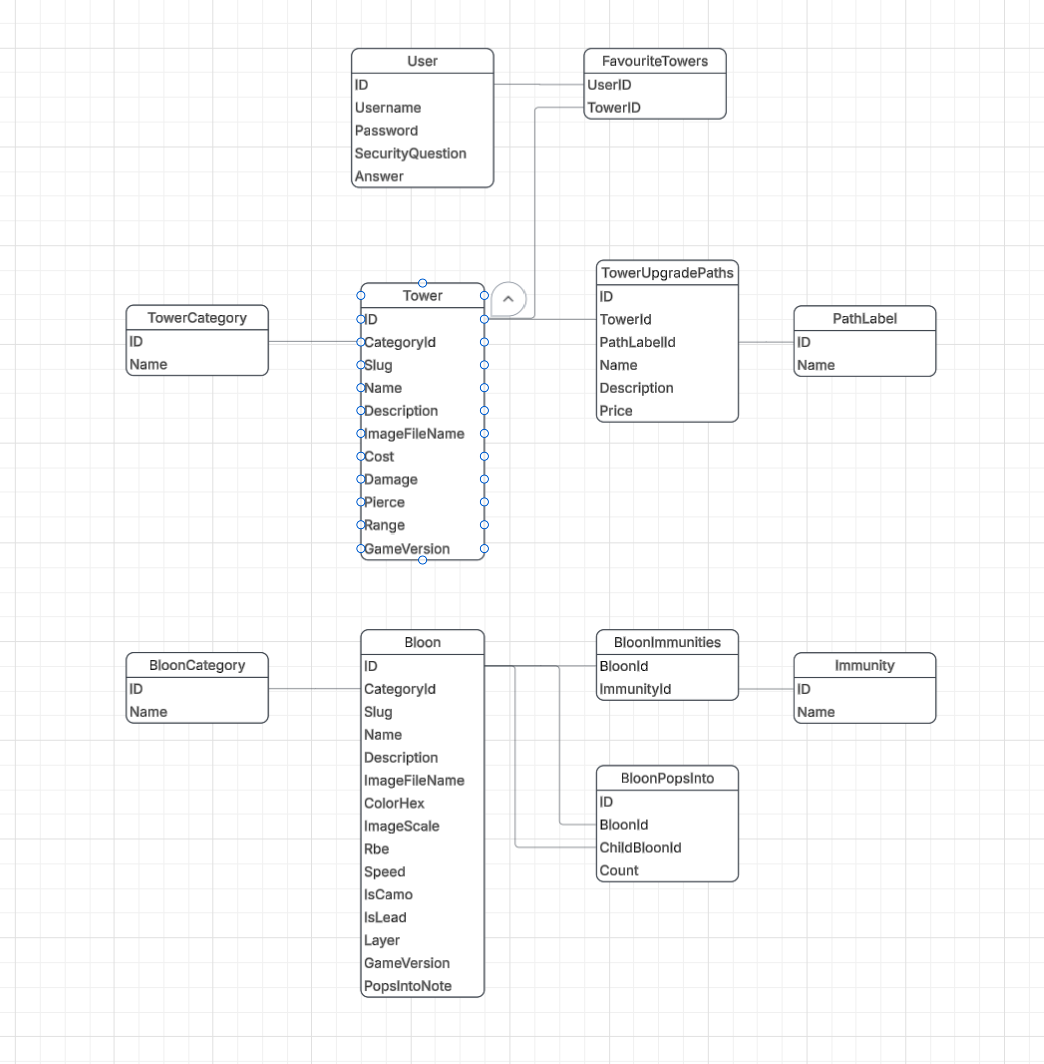 User
ID
Username
Password
SecurityQuestion
Answer
FavouriteTowers
UserID
TowerID
TowerCategory
ID
Name
Tower
ID
CategoryId
Slug
Name
Description
ImageFileName
Cost
Damage
Pierce
Range
GameVersion
TowerUpgradePaths
ID
TowerId
PathLabelId
Name
Description
Price
PathLabel
ID
Name
BloonCategory
ID
Name
Bloon
ID
CategoryId
Slug
Name
Description
ImageFileName
ColorHex
ImageScale
Rbe
Speed
IsCamo
IsLead
Layer
GameVersion
PopsIntoNote
BloonImmunities
BloonId
ImmunityId
Immunity
ID
Name
BloonPopsInto
ID
BloonId
ChildBloonId
Count